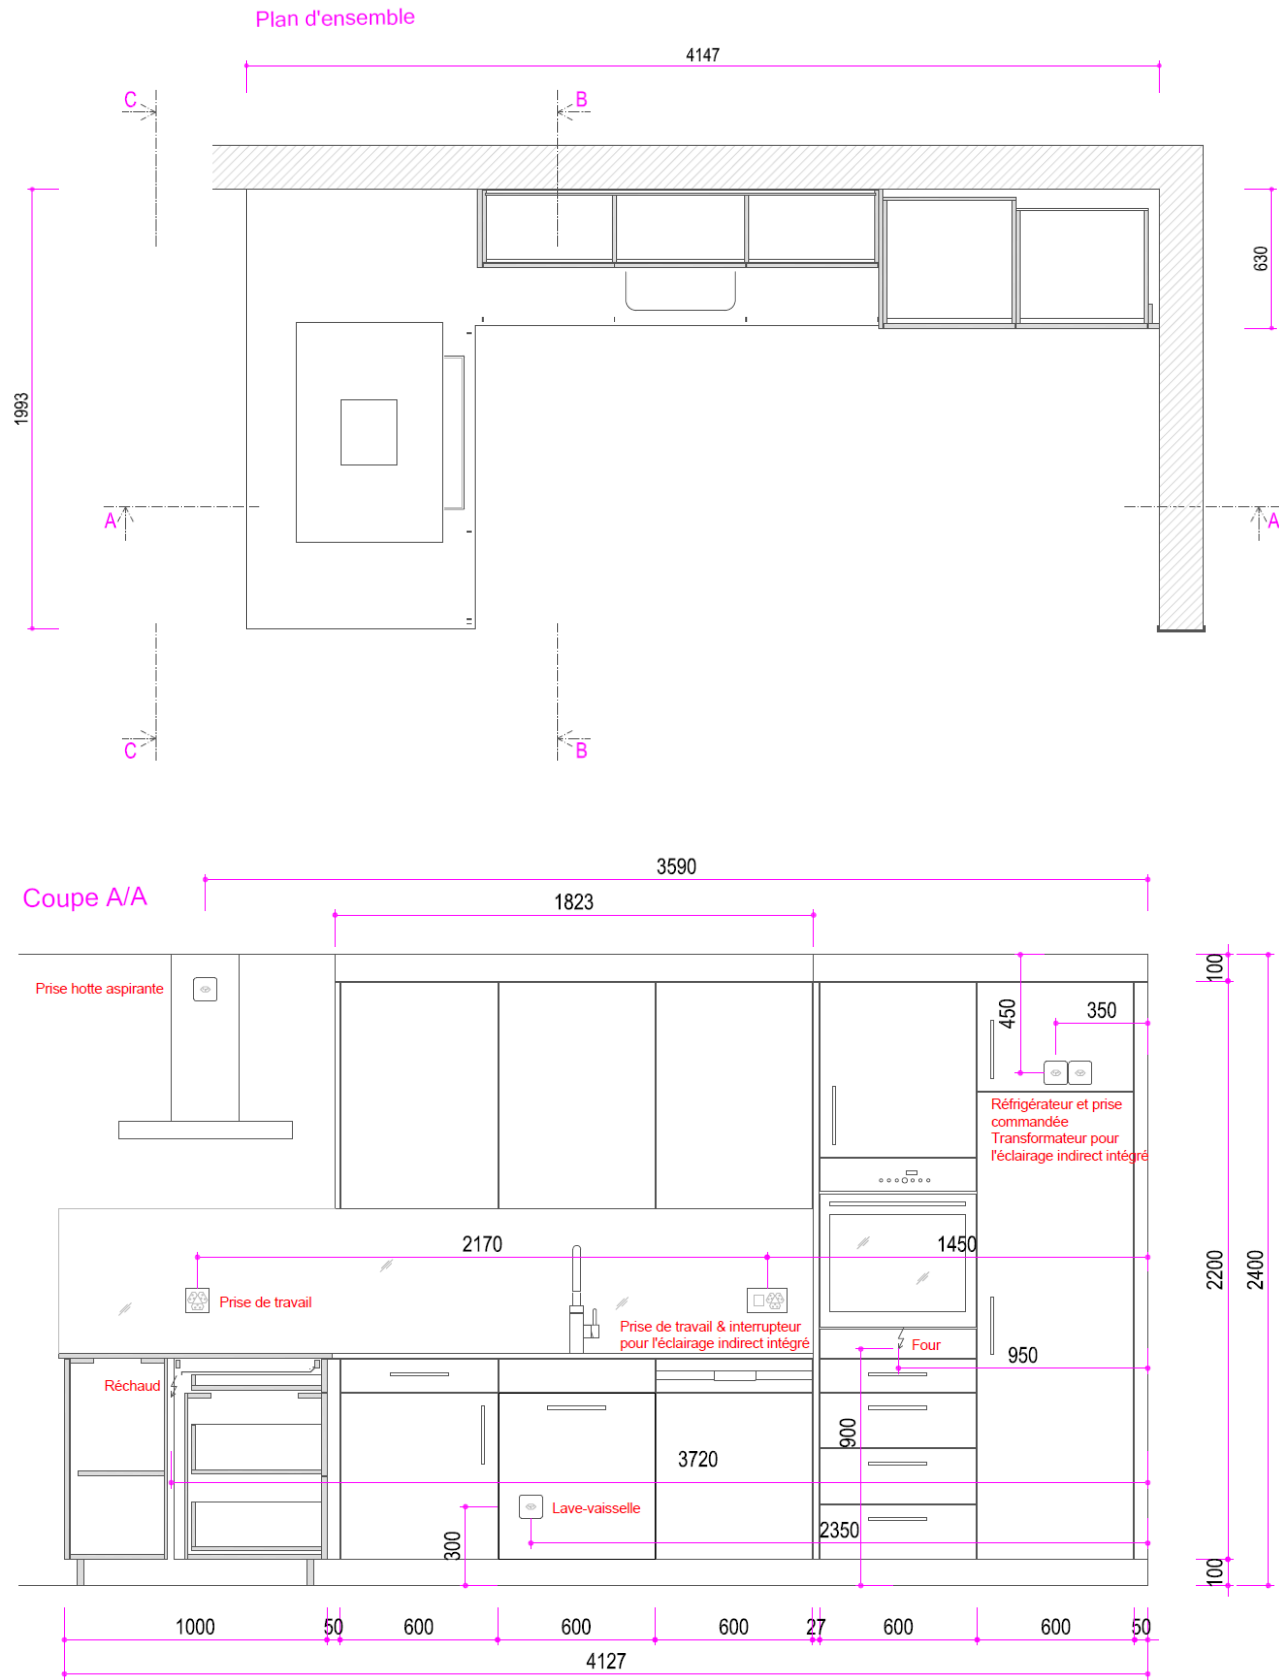 Plan d'ensemble
4147
C
B
630
1993
A
A
C
B
3590
Coupe A/A
1823
100
Prise hotte aspirante
450
350
Réfrigérateur et prise
commandée
Transformateur pour
l'éclairage indirect intégré
2170
1450
2200
2400
Prise de travail
Prise de travail & interrupteur
pour l'éclairage indirect intégré
Four
950
Réchaud
900
3720
Lave-vaisselle
2350
300
100
1000
50
600
600
600
27
600
600
50
4127